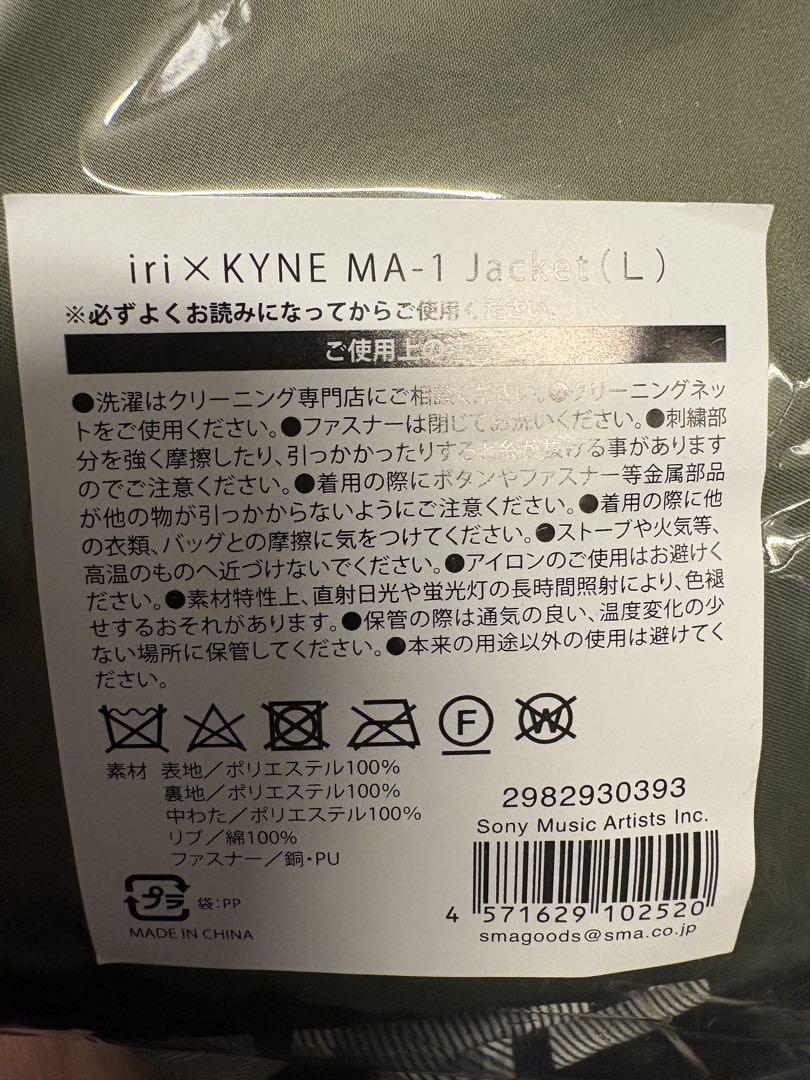 iri×KYNE MA-1 Jacket（L）
※必ずよくお読みになってからご使用ください。
ご使用上の
●洗濯はクリーニング専門店にご相談ください。●クリーニングネッ
トをご使用ください。●ファスナーは閉じてお洗いください。●刺繍部
分を強く摩擦したり、引っかかったりすると糸が抜ける事があります
のでご注意ください。●着用の際にボタンやファスナー等金属部品
が他の物が引っかからないようにご注意ください。●着用の際に他
の衣類、バッグとの摩擦に気をつけてください。●ストーブや火気等、
高温のものへ近づけないでください。●アイロンのご使用はお避けく
ださい。●素材特性上、直射日光や蛍光灯の長時間照射により、色褪
せするおそれがあります。●保管の際は通気の良い、温度変化の少
ない場所に保管してください。●本来の用途以外の使用は避けてく
ださい。
F W
素材 表地／ポリエステル100%
裏地／ポリエステル100%
中わた／ポリエステル100%
リブ／綿100%
ファスナー／銅・PU
プラ 袋:PP
MADE IN CHINA
2982930393
Sony Music Artists Inc.
4 571629 102520
smagoods@sma.co.jp